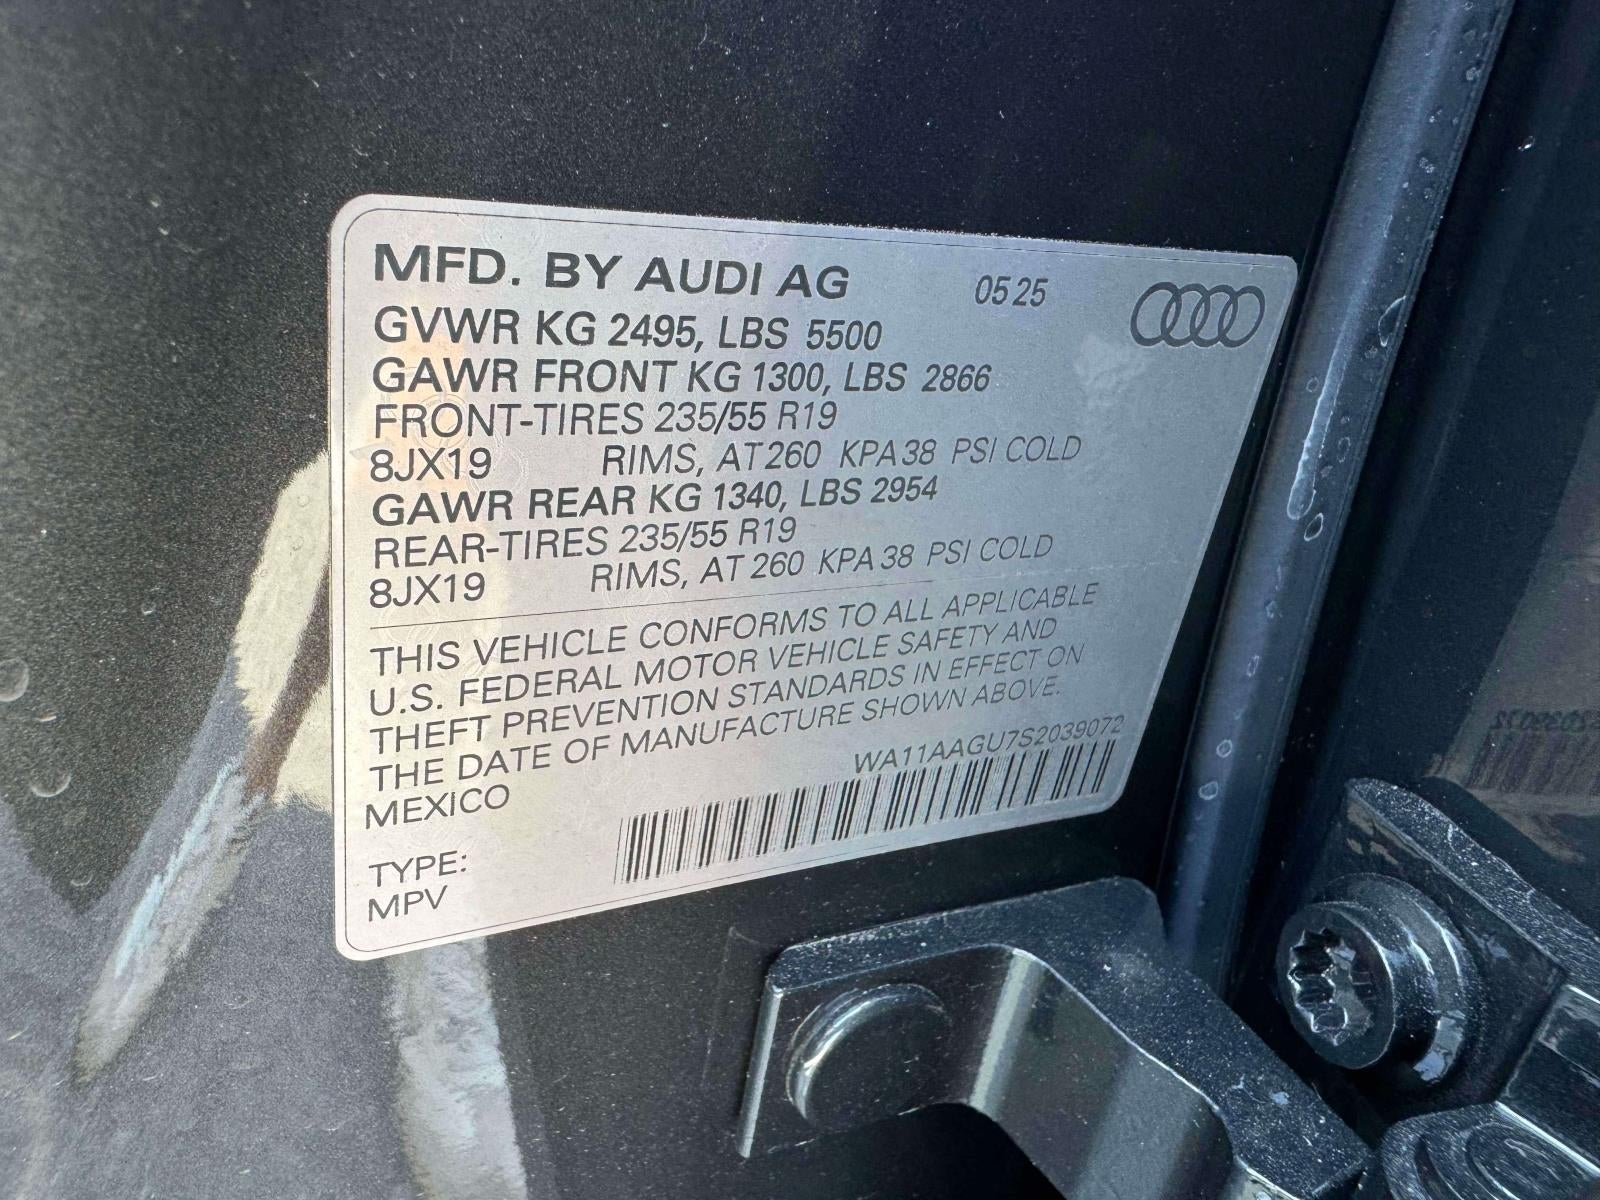 MFD. BY AUDI AG 05 25
GVWR KG 2495, LBS 5500
GAWR FRONT KG 1300, LBS 2866
FRONT-TIRES 235/55 R19
8JX19 RIMS, AT 260 KPA 38 PSI COLD
GAWR REAR KG 1340, LBS 2954
REAR-TIRES 235/55 R19
8JX19 RIMS, AT 260 KPA 38 PSI COLD
THIS VEHICLE CONFORMS TO ALL APPLICABLE
U.S. FEDERAL MOTOR VEHICLE SAFETY AND
THEFT PREVENTION STANDARDS IN EFFECT ON
THE DATE OF MANUFACTURE SHOWN ABOVE.
MEXICO WA11AAGU7S2039072
TYPE:
MPV